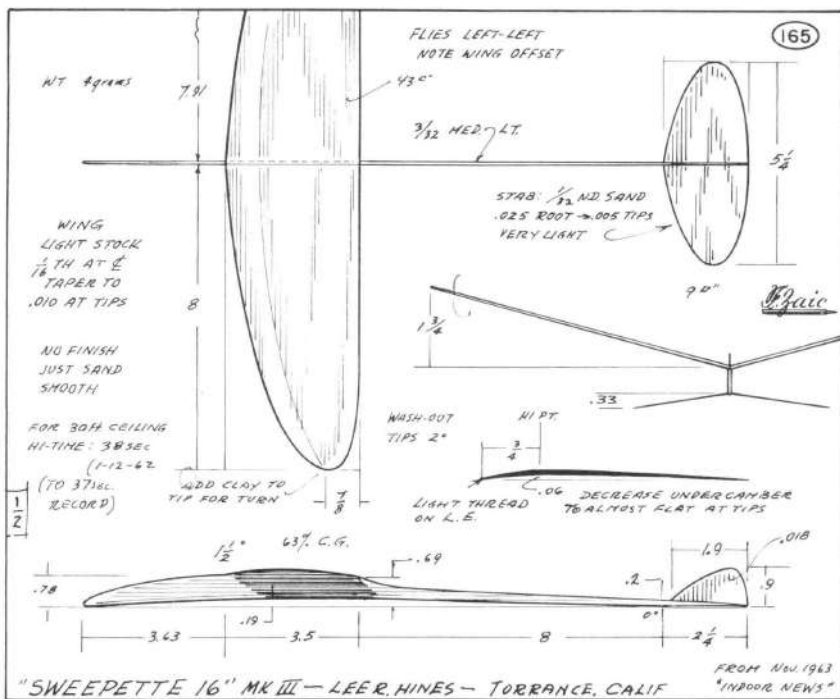 165
FLIES LEFT-LEFT
NOTE WING OFFSET
WT 4 grams
7.91
43°"
3/32 MED. LT.
5 1/4
STAB: 1/32 ND. SAND
.025 ROOT → .005 TIPS
VERY LIGHT
WING
LIGHT STOCK
1/16 TH AT ℄
TAPER TO
.010 AT TIPS
8
9 ▫"
F. Zaic
1 3/4
NO FINISH
JUST SAND
SMOOTH
.33
FOR 30ft CEILING
HI-TIME: 38 SEC
(1-12-62
(TO 37 SEC.
RECORD)
WASH-OUT
TIPS 2°
HI PT.
3/4
ADD CLAY TO
TIP FOR TURN
7/8
LIGHT THREAD
ON L.E.
.06
DECREASE UNDERCAMBER
TO ALMOST FLAT AT TIPS
1/2
1 1/2°
63% C.G.
.69
1.9
.018
.78
.2
.9
.19
0°
3.63
3.5
8
2 1/4
"SWEEPETTE 16" MK III — LEE R. HINES — TORRANCE, CALIF
FROM NOV. 1963
"INDOOR NEWS"